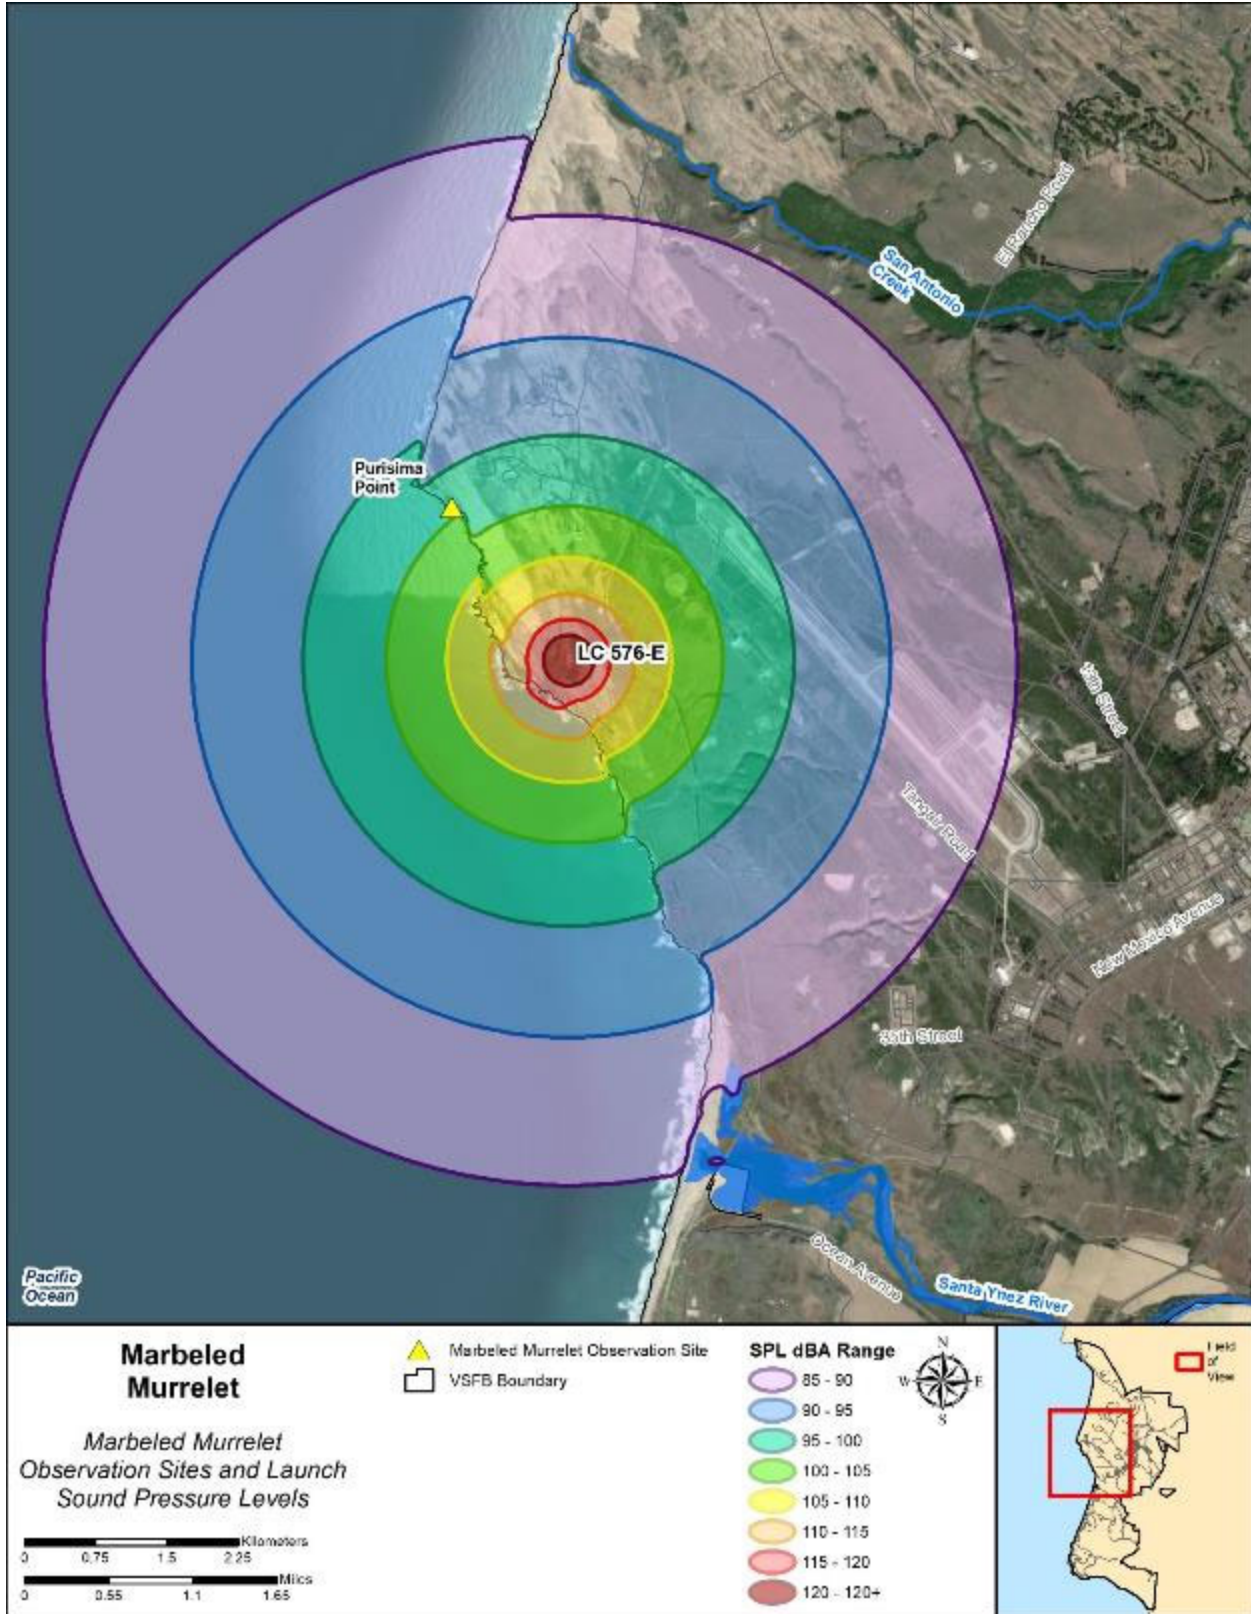 El Rancho Road
San Antonio
Creek
Purisima
Point
LC 576-E
13th Street
Tangair Road
New Mexico Avenue
35th Street
Ocean Avenue
Santa Ynez River
Pacific
Ocean
Marbeled
Murrelet
Marbeled Murrelet
Observation Sites and Launch
Sound Pressure Levels
Kilometers
0 0.75 1.5 2.25
Miles
0 0.55 1.1 1.65
Marbeled Murrelet Observation Site
VSFB Boundary
SPL dBA Range
85 - 90
90 - 95
95 - 100
100 - 105
105 - 110
110 - 115
115 - 120
120 - 120+
N
W E
S
Field
of
View